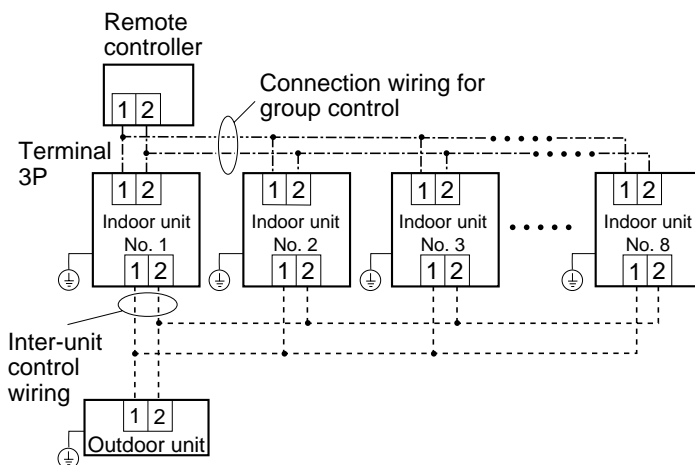 Remote
controller
1 2
Connection wiring for
group control
Terminal
3P
1 2
1 2
1 2
1 2
Indoor unit
No. 1
Indoor unit
No. 2
Indoor unit
No. 3
Indoor unit
No. 8
1 2
1 2
1 2
1 2
Inter-unit
control
wiring
1 2
Outdoor unit